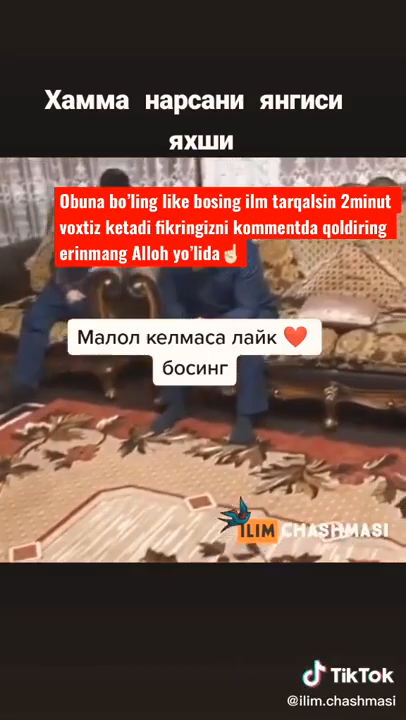 Хамма нарсани янгиси
яхши
Obuna bo'ling like bosing ilm tarqalsin 2minut
voxtiz ketadi fikringizni kommentda qoldiring
erinmang Alloh yo'lida☝🏻
Малол келмаса лайк ❤️
босинг
ILIM CHASHMASI
TikTok
@ilim.chashmasi